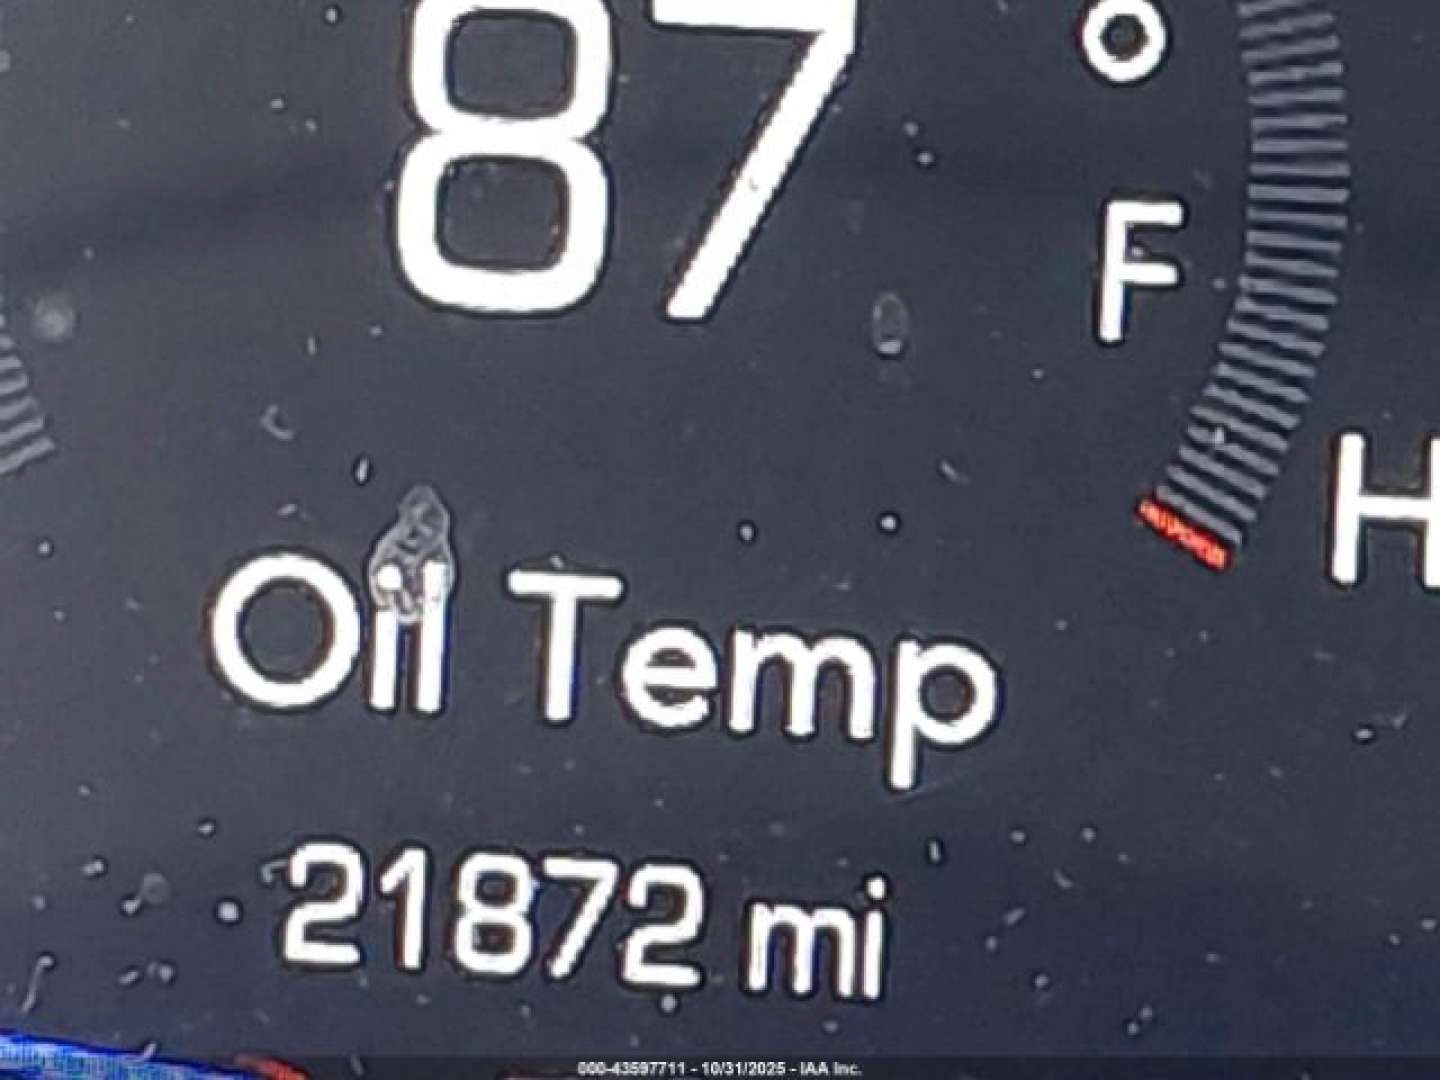 87 °
F
H
Oil Temp
21872 mi
000-43597711 - 10/31/2025 - IAA Inc.